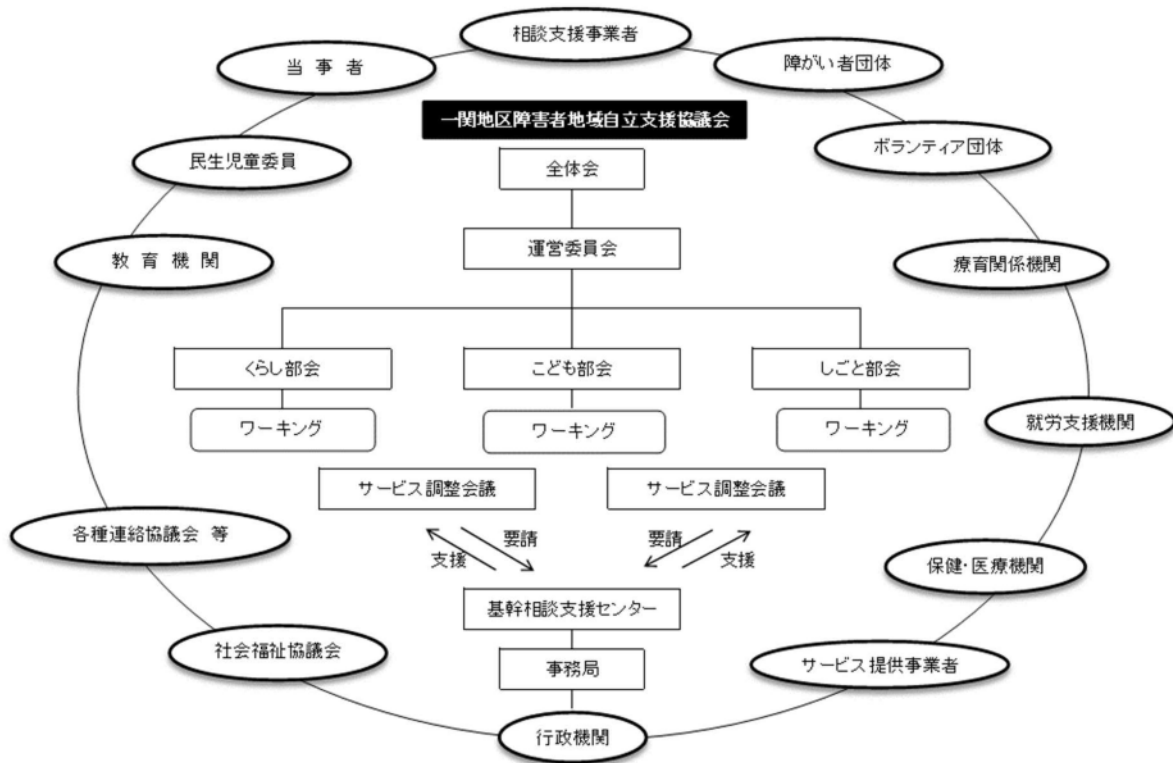 相談支援事業者
当 事 者
障がい者団体
一関地区障害者地域自立支援協議会
民生児童委員
ボランティア団体
全体会
運営委員会
教 育 機 関
療育関係機関
くらし部会
こども部会
しごと部会
ワーキング
ワーキング
ワーキング
就労支援機関
サービス調整会議
サービス調整会議
各種連絡協議会 等
要請
支援
要請
支援
保健・医療機関
基幹相談支援センター
社会福祉協議会
事務局
サービス提供事業者
行政機関